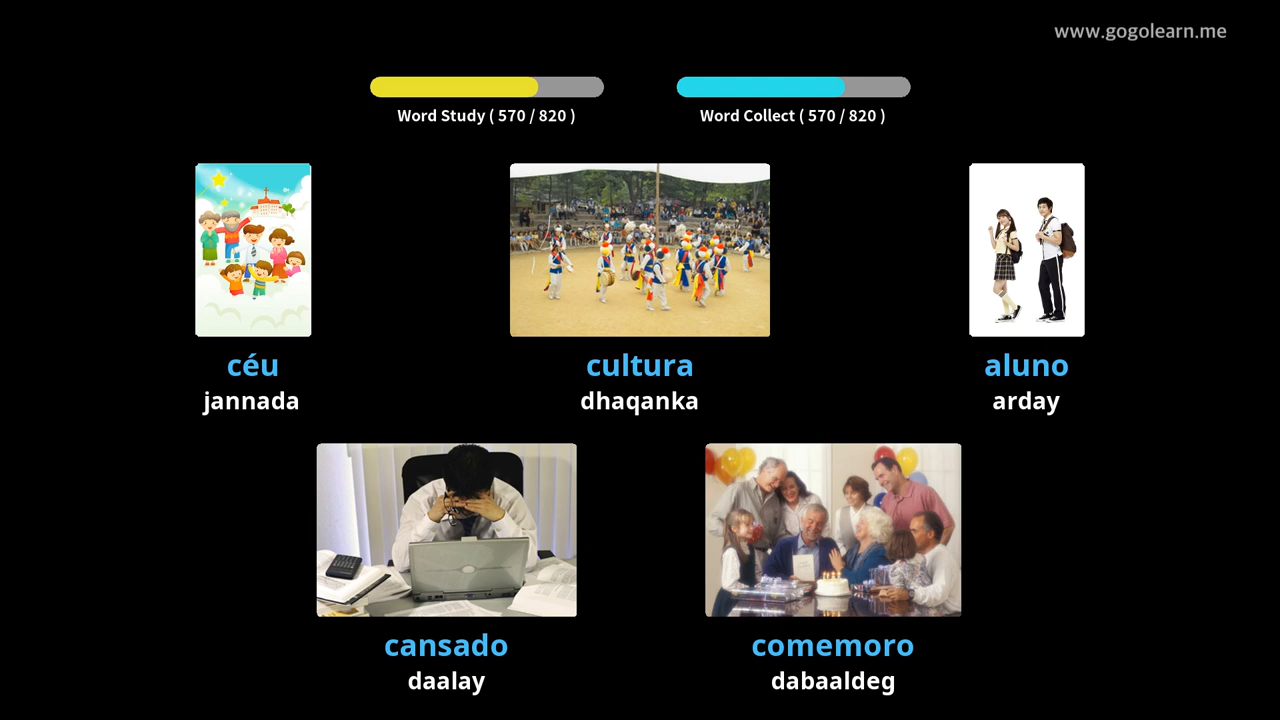 www.gogolearn.me
Word Study ( 570 / 820 )
Word Collect ( 570 / 820 )
céu
jannada
cultura
dhaqanka
aluno
arday
cansado
daalay
comemoro
dabaaldeg